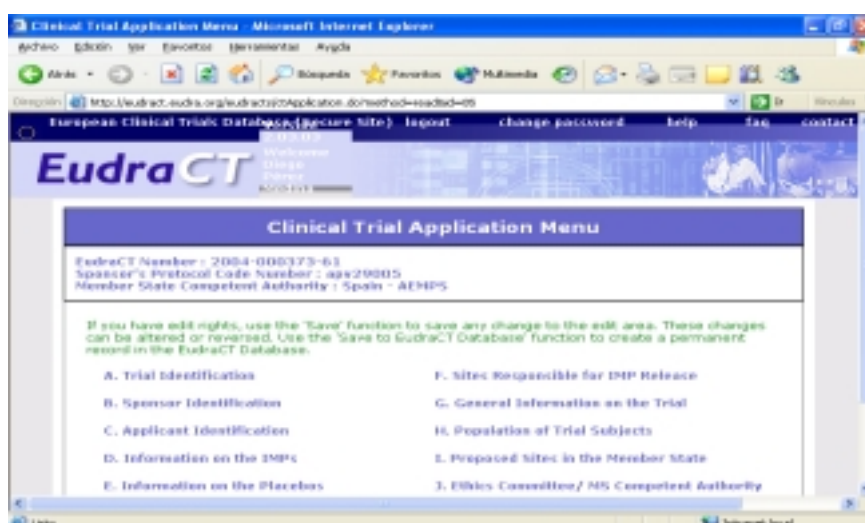 Clinical Trial Application Menu - Microsoft Internet Explorer
Archivo Edición Ver Favoritos Herramientas Ayuda
Atrás Búsqueda Favoritos Multimedia
Dirección Ir Vínculos
European Clinical Trials Database (Secure Site) logout change password help faq contact
Welcome
Diego
EudraCT
Clinical Trial Application Menu
EudraCT Number : 2004-000373-61
Sponsor's Protocol Code Number : apv29005
Member State Competent Authority : Spain - AEMPS
If you have edit rights, use the 'Save' function to save any change to the edit area. These changes
can be altered or reversed. Use the 'Save to EudraCT Database' function to create a permanent
record in the EudraCT Database.
A. Trial Identification
F. Sites Responsible for IMP Release
B. Sponsor Identification
G. General Information on the Trial
C. Applicant Identification
H. Population of Trial Subjects
D. Information on the IMPs
I. Proposed Sites in the Member State
E. Information on the Placebos
J. Ethics Committee/ MS Competent Authority